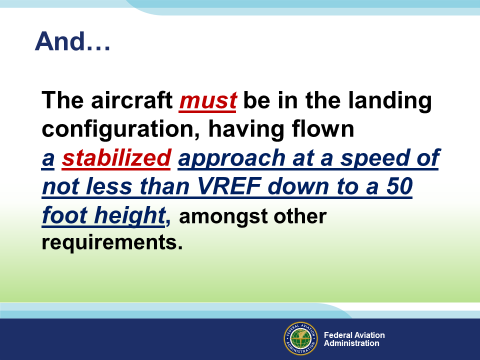 And…
The aircraft must be in the landing
configuration, having flown
a stabilized approach at a speed of
not less than VREF down to a 50
foot height, amongst other
requirements.
Federal Aviation
Administration